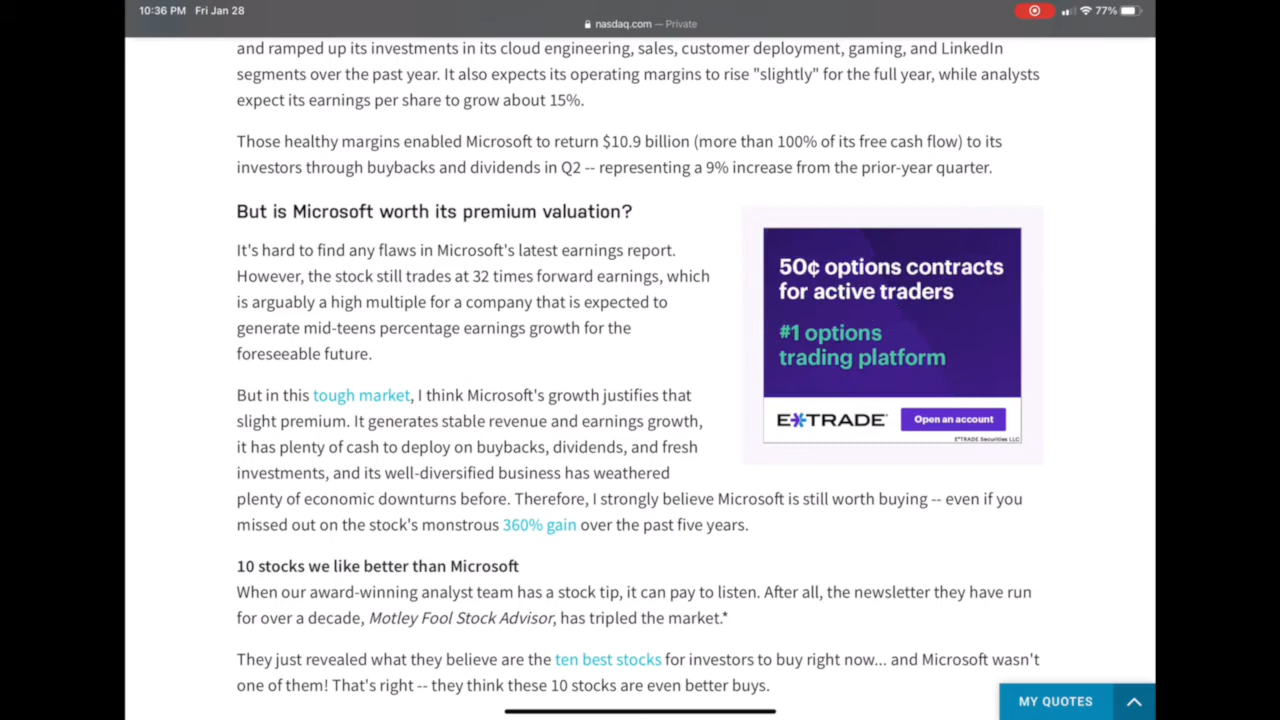 10:36 PM Fri Jan 28
77%
nasdaq.com — Private
and ramped up its investments in its cloud engineering, sales, customer deployment, gaming, and LinkedIn
segments over the past year. It also expects its operating margins to rise "slightly" for the full year, while analysts
expect its earnings per share to grow about 15%.
Those healthy margins enabled Microsoft to return $10.9 billion (more than 100% of its free cash flow) to its
investors through buybacks and dividends in Q2 -- representing a 9% increase from the prior-year quarter.
But is Microsoft worth its premium valuation?
It's hard to find any flaws in Microsoft's latest earnings report.
However, the stock still trades at 32 times forward earnings, which
is arguably a high multiple for a company that is expected to
generate mid-teens percentage earnings growth for the
foreseeable future.
But in this tough market, I think Microsoft's growth justifies that
slight premium. It generates stable revenue and earnings growth,
it has plenty of cash to deploy on buybacks, dividends, and fresh
investments, and its well-diversified business has weathered
plenty of economic downturns before. Therefore, I strongly believe Microsoft is still worth buying -- even if you
missed out on the stock's monstrous 360% gain over the past five years.
50¢ options contracts
for active traders
#1 options
trading platform
E*TRADE
Open an account
E*TRADE Securities LLC
10 stocks we like better than Microsoft
When our award-winning analyst team has a stock tip, it can pay to listen. After all, the newsletter they have run
for over a decade, Motley Fool Stock Advisor, has tripled the market.*
They just revealed what they believe are the ten best stocks for investors to buy right now... and Microsoft wasn't
one of them! That's right -- they think these 10 stocks are even better buys.
MY QUOTES